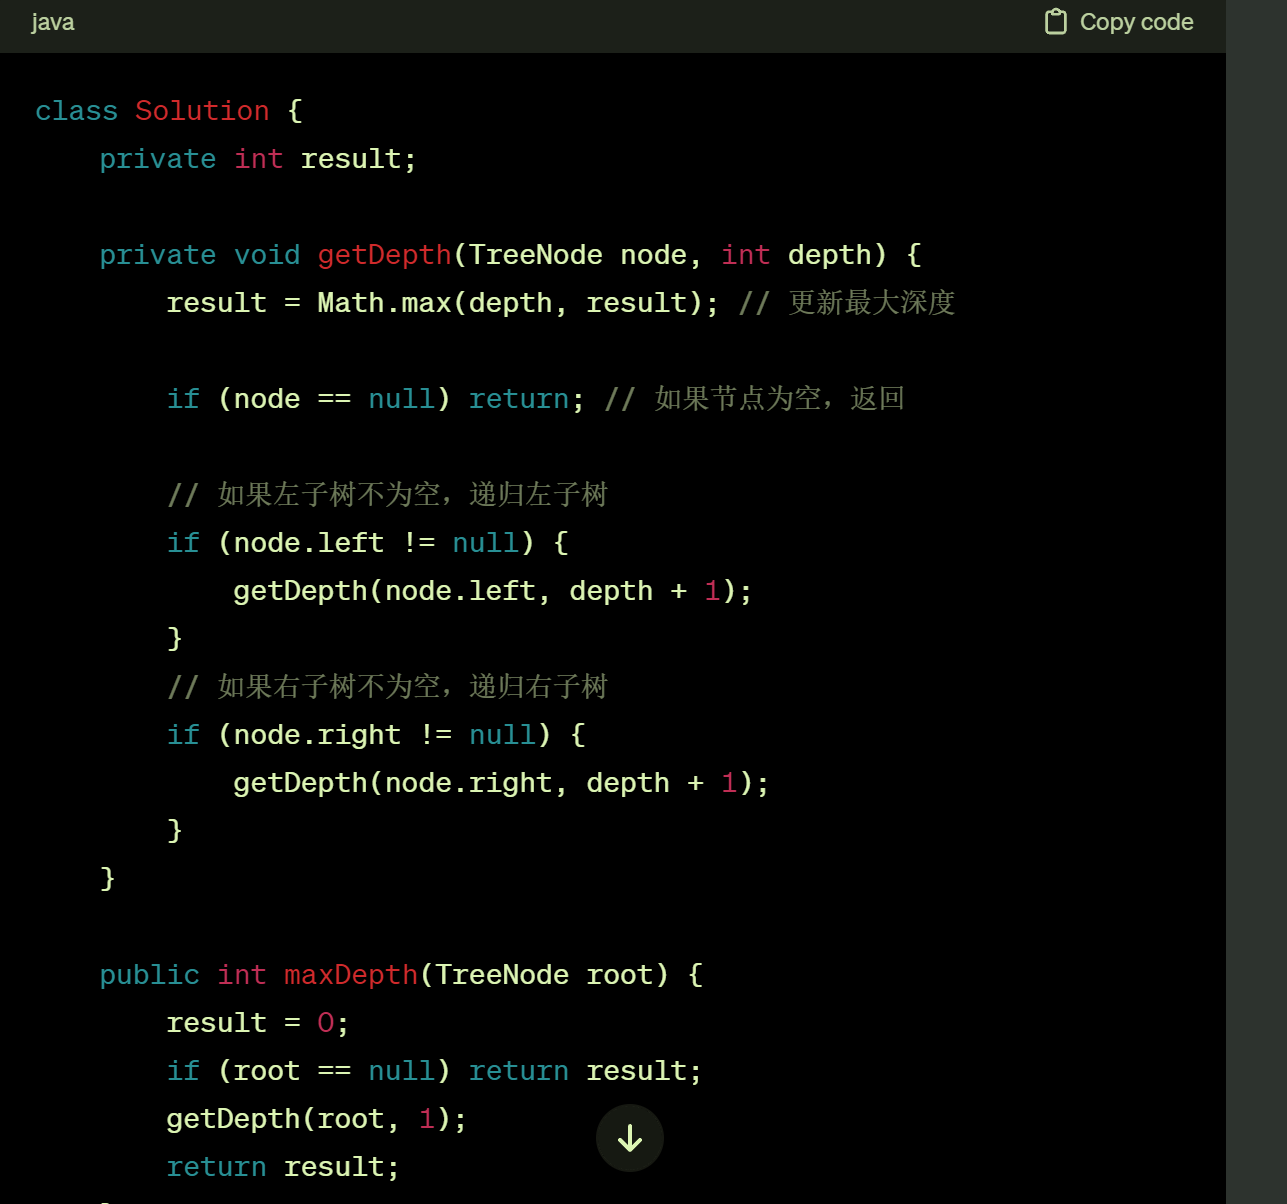 java
Copy code
class Solution {
    private int result;
    private void getDepth(TreeNode node, int depth) {
        result = Math.max(depth, result); // 更新最大深度
        if (node == null) return; // 如果节点为空，返回
        // 如果左子树不为空，递归左子树
        if (node.left != null) {
            getDepth(node.left, depth + 1);
        }
        // 如果右子树不为空，递归右子树
        if (node.right != null) {
            getDepth(node.right, depth + 1);
        }
    }
    public int maxDepth(TreeNode root) {
        result = 0;
        if (root == null) return result;
        getDepth(root, 1);
        return result;